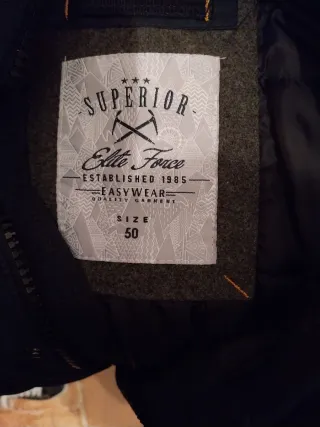 SUPERIOR
Elite Force
ESTABLISHED 1985
EASYWEAR
QUALITY GARMENT
SIZE
50